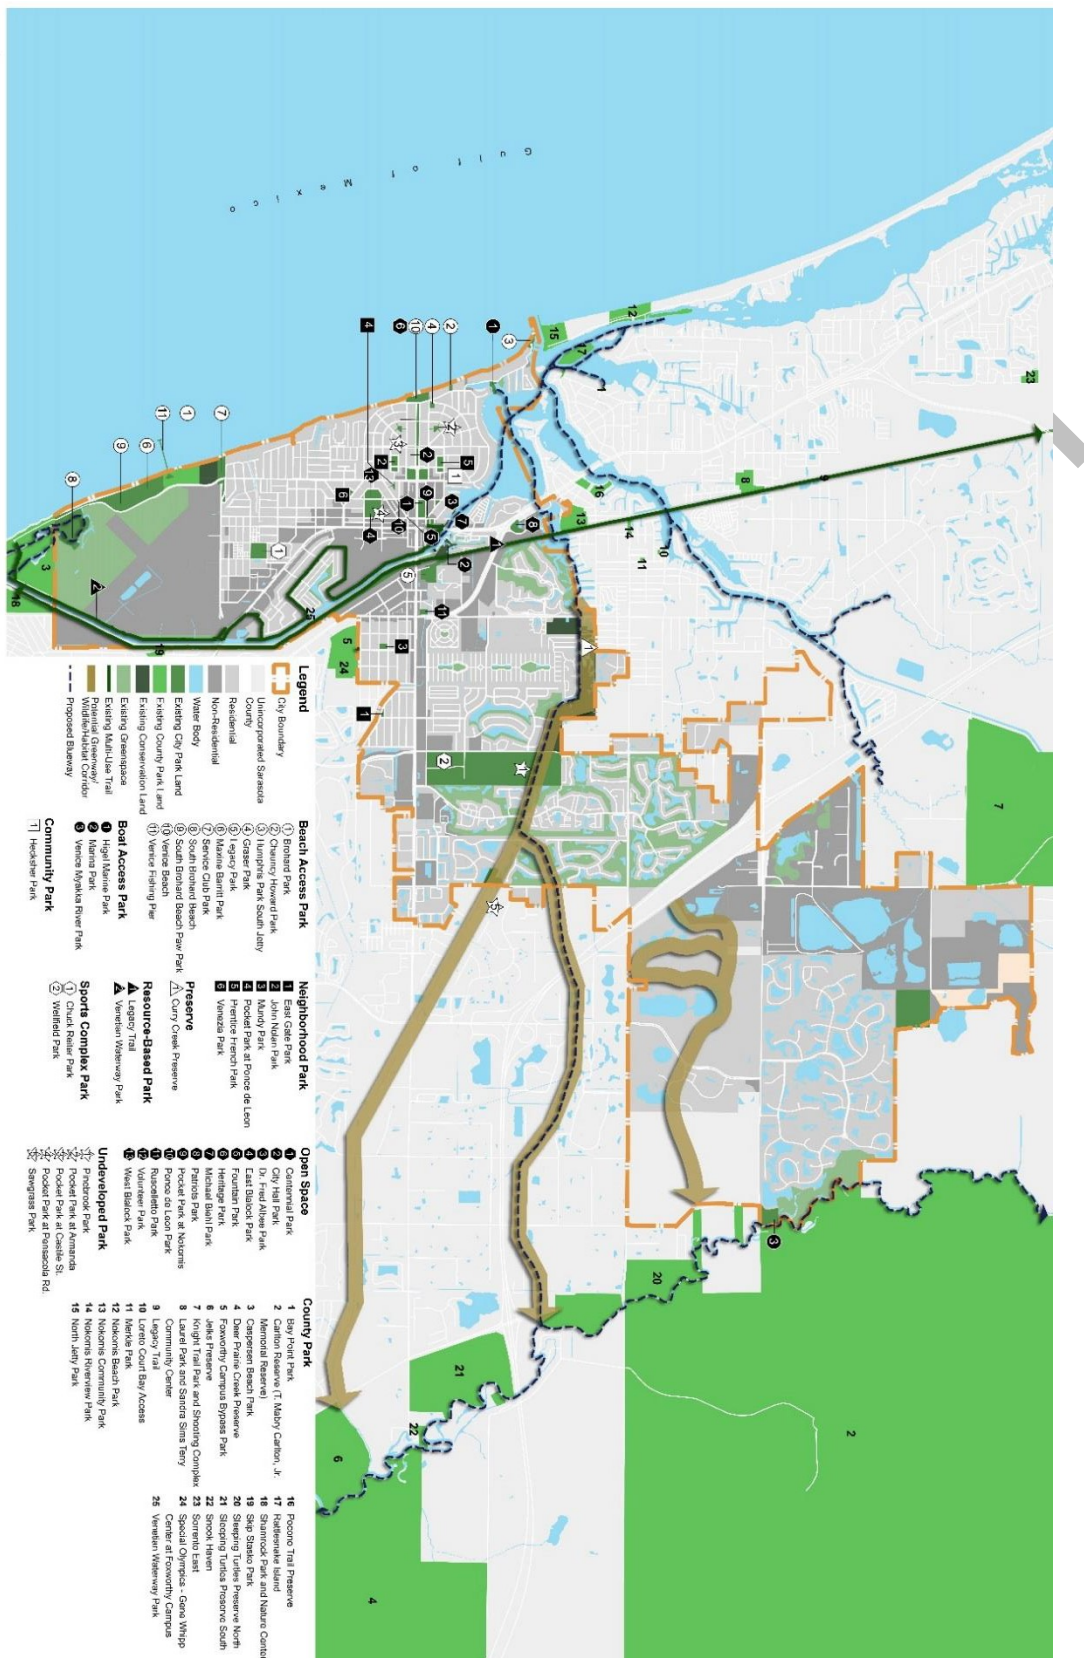 Gulf of Mexico
Legend
City Boundary
Unincorporated Sarasota
County
Residential
Non-Residential
Water Body
Existing City Park Land
Existing County Park Land
Existing Conservation Land
Existing Greenspace
Existing Multi-Use Trail
Potential Greenway/
Wildlife/Habitat Corridor
Proposed Blueway
Beach Access Park
1 Brohard Park
2 Chauncy Howard Park
3 Humphris Park South Jetty
4 Graser Park
5 Legacy Park
6 Maxine Barritt Park
7 Service Club Park
8 South Brohard Beach
9 South Brohard Beach Paw Park
10 Venice Beach
11 Venice Fishing Pier
Boat Access Park
1 Higel Marine Park
2 Marina Park
3 Venice Myakka River Park
Community Park
1 Hecksher Park
Neighborhood Park
1 East Gate Park
2 John Nolan Park
3 Mundy Park
4 Pocket Park at Ponce de Leon
5 Prentice French Park
6 Venezia Park
Preserve
1 Curry Creek Preserve
Resource-Based Park
1 Legacy Trail
2 Venetian Waterway Park
Sports Complex Park
1 Chuck Reiter Park
2 Wellfield Park
Open Space
1 Centennial Park
2 City Hall Park
3 Dr. Fred Albee Park
4 East Blalock Park
5 Fountain Park
6 Heritage Park
7 Michael Biehl Park
8 Patriots Park
9 Pocket Park at Nokomis
10 Ponce de Leon Park
11 Ruscelletto Park
12 Volunteer Park
13 West Blalock Park
Undeveloped Park
1 Pinebrook Park
2 Pocket Park at Armanda
3 Pocket Park at Castile St.
4 Pocket Park at Pensacola Rd.
5 Sawgrass Park
County Park
1 Bay Point Park
2 Carlton Reserve (T. Mabry Carlton, Jr.
Memorial Reserve)
3 Caspersen Beach Park
4 Deer Prairie Creek Preserve
5 Foxworthy Campus Bypass Park
6 Jelks Preserve
7 Knight Trail Park and Shooting Complex
8 Laurel Park and Sandra Sims Terry
Community Center
9 Legacy Trail
10 Loreto Court Bay Access
11 Merkle Park
12 Nokomis Beach Park
13 Nokomis Community Park
14 Nokomis Riverview Park
15 North Jetty Park
16 Pocono Trail Preserve
17 Rattlesnake Island
18 Shamrock Park and Nature Center
19 Skip Stasko Park
20 Sleeping Turtles Preserve North
21 Sleeping Turtles Preserve South
22 Snook Haven
23 Sorrento East
24 Special Olympics - Gene Whipp
Center at Foxworthy Campus
25 Venetian Waterway Park